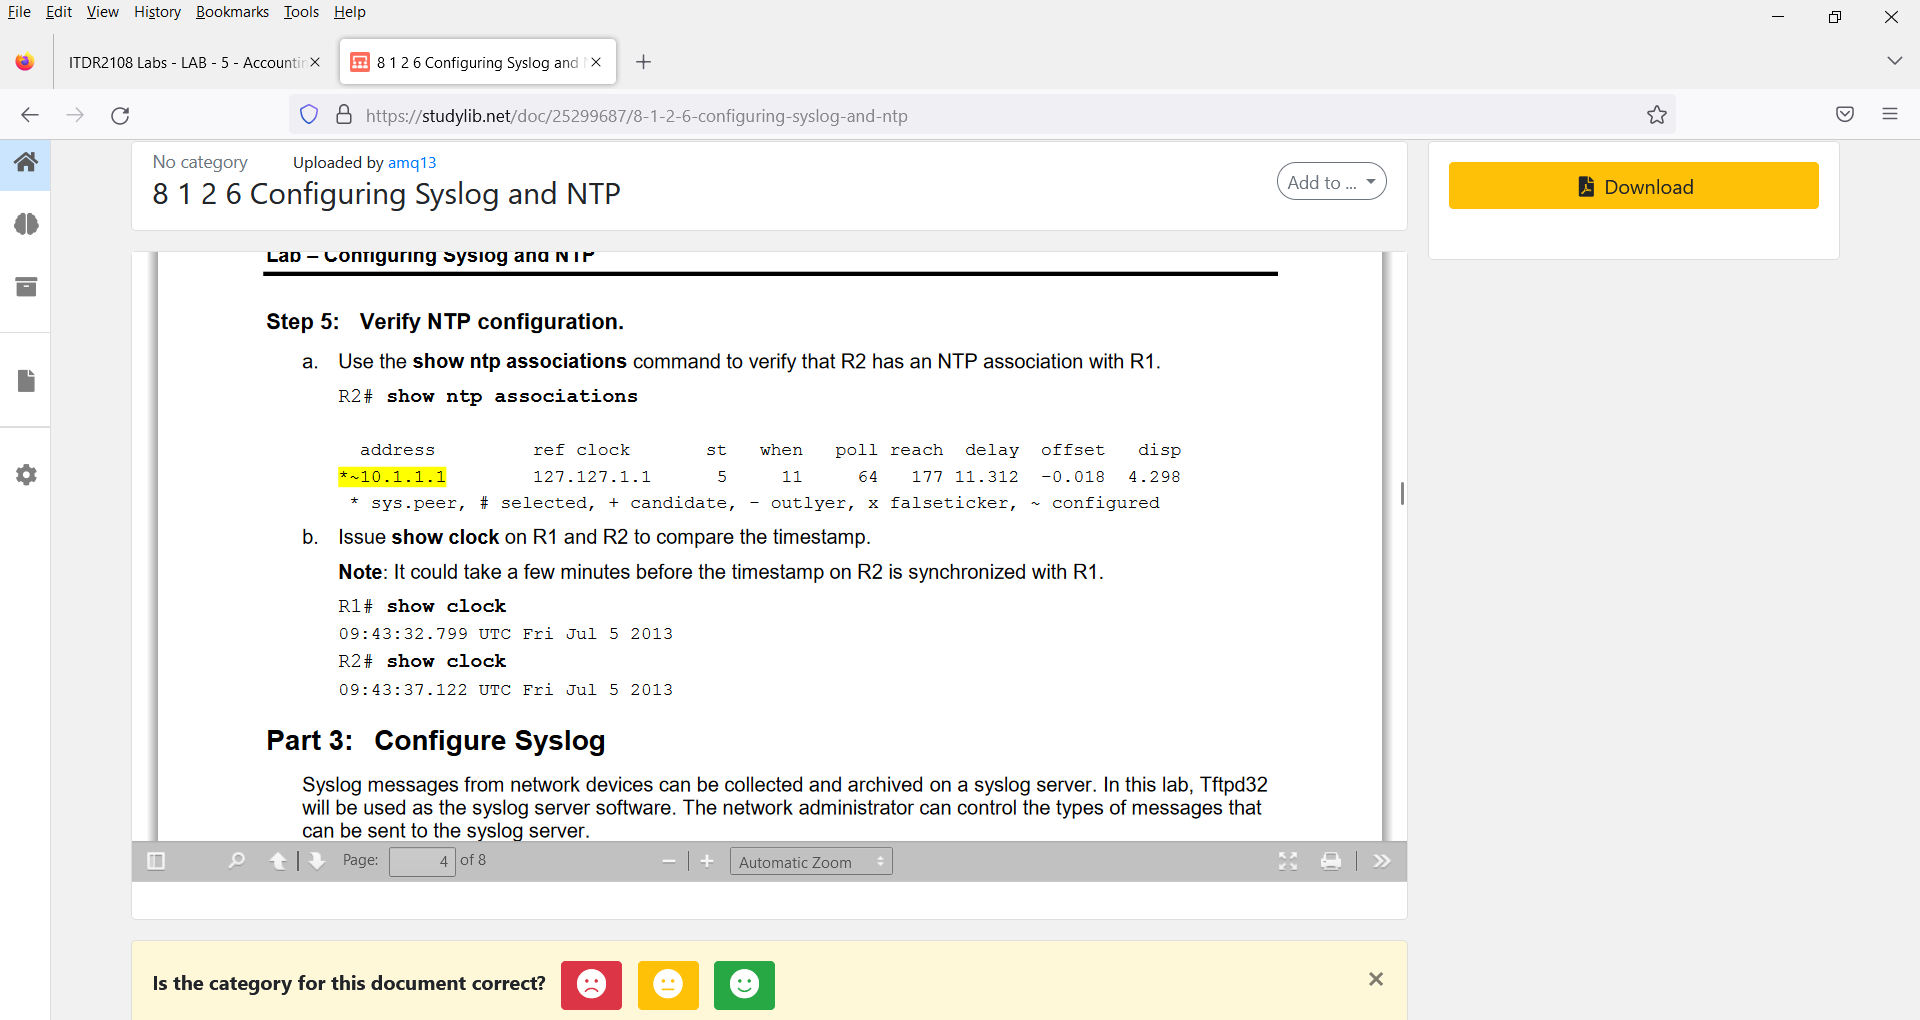 File Edit View History Bookmarks Tools Help
ITDR2108 Labs - LAB - 5 - Accountin
8 1 2 6 Configuring Syslog and
https://studylib.net/doc/25299687/8-1-2-6-configuring-syslog-and-ntp
No category Uploaded by amq13
8 1 2 6 Configuring Syslog and NTP
Add to ...
Download
Lab – Configuring Syslog and NTP
Step 5: Verify NTP configuration.
a. Use the show ntp associations command to verify that R2 has an NTP association with R1.
R2# show ntp associations
address ref clock st when poll reach delay offset disp
*~10.1.1.1 127.127.1.1 5 11 64 177 11.312 -0.018 4.298
* sys.peer, # selected, + candidate, - outlyer, x falseticker, ~ configured
b. Issue show clock on R1 and R2 to compare the timestamp.
Note: It could take a few minutes before the timestamp on R2 is synchronized with R1.
R1# show clock
09:43:32.799 UTC Fri Jul 5 2013
R2# show clock
09:43:37.122 UTC Fri Jul 5 2013
Part 3: Configure Syslog
Syslog messages from network devices can be collected and archived on a syslog server. In this lab, Tftpd32
will be used as the syslog server software. The network administrator can control the types of messages that
can be sent to the syslog server.
Page: 4 of 8
Automatic Zoom
Is the category for this document correct?